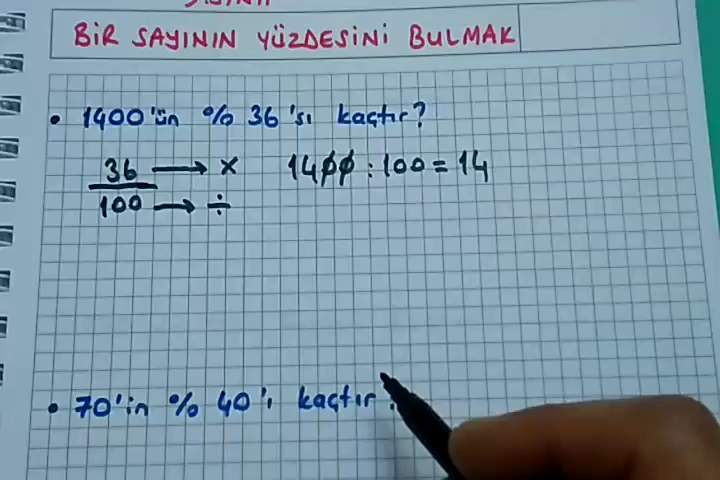 BİR SAYININ YÜZDESİNİ BULMAK
• 1400'ün % 36'sı kaçtır?
36 → x 1400 : 100 = 14
100 → ÷
• 70'in % 40'ı kaçtır